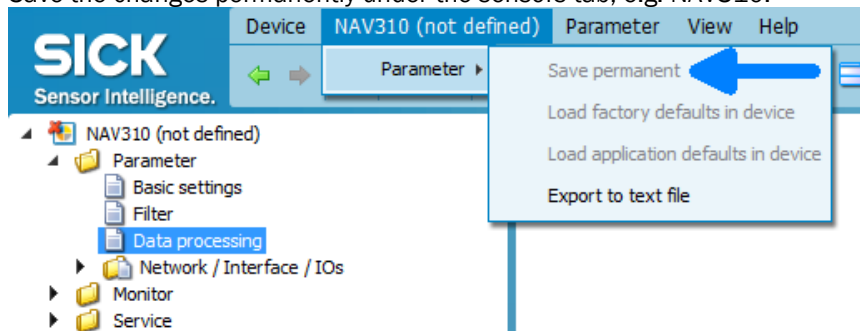 Save the changes permanently under the sensors tab, e.g. NAV310.
Device NAV310 (not defined) Parameter View Help
SICK
Sensor Intelligence.
Parameter
Save permanent
Load factory defaults in device
Load application defaults in device
Export to text file
NAV310 (not defined)
Parameter
Basic settings
Filter
Data processing
Network / Interface / IOs
Monitor
Service